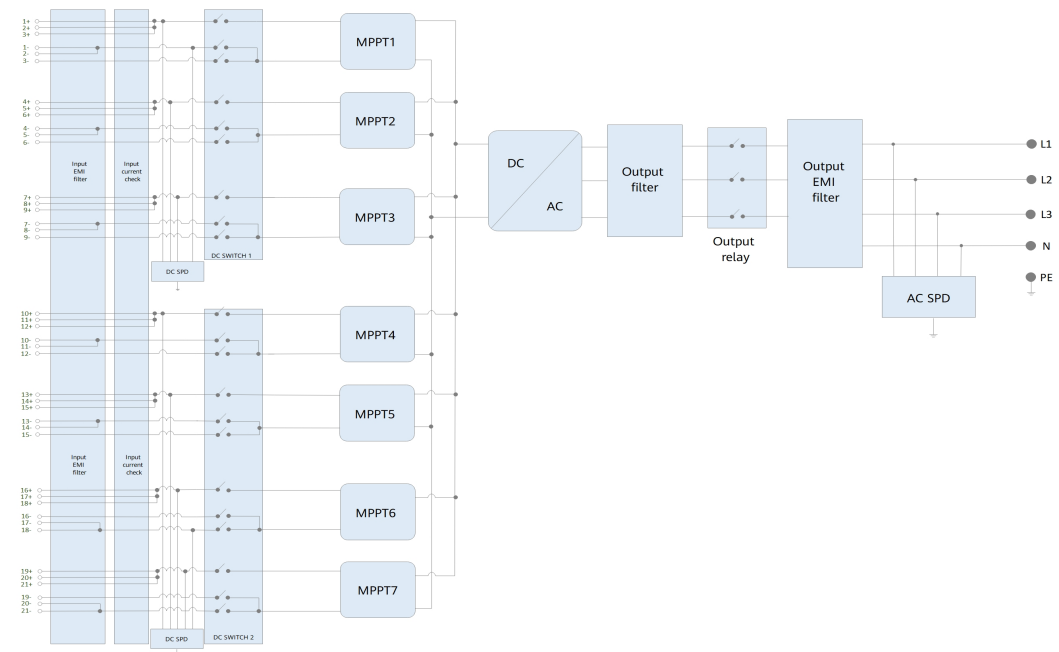 1+
2+
3+
1-
2-
3-
MPPT1
4+
5+
6+
4-
5-
6-
MPPT2
Input
EMI
filter
Input
current
check
7+
8+
9+
7-
8-
9-
MPPT3
DC SWITCH 1
DC SPD
10+
11+
12+
10-
11-
12-
MPPT4
13+
14+
15+
13-
14-
15-
MPPT5
Input
EMI
filter
Input
current
check
16+
17+
18+
16-
17-
18-
MPPT6
19+
20+
21+
19-
20-
21-
MPPT7
DC SPD
DC SWITCH 2
DC
AC
Output
filter
Output
relay
Output
EMI
filter
L1
L2
L3
N
PE
AC SPD